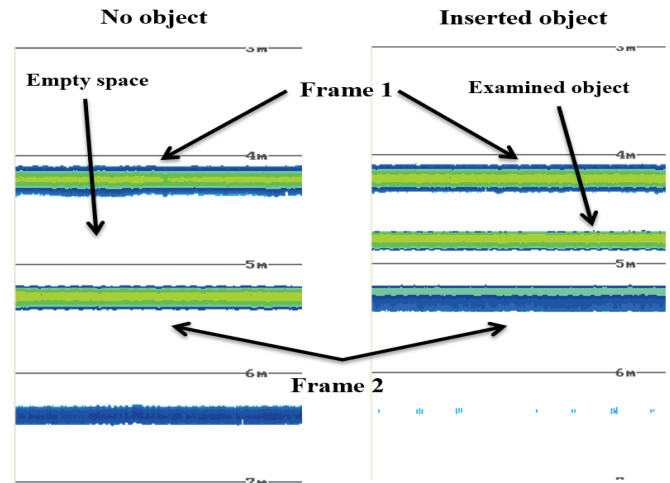 No object
Inserted object
3m
3m
Empty space
Frame 1
Examined object
4m
4m
5m
5m
6m
6m
Frame 2